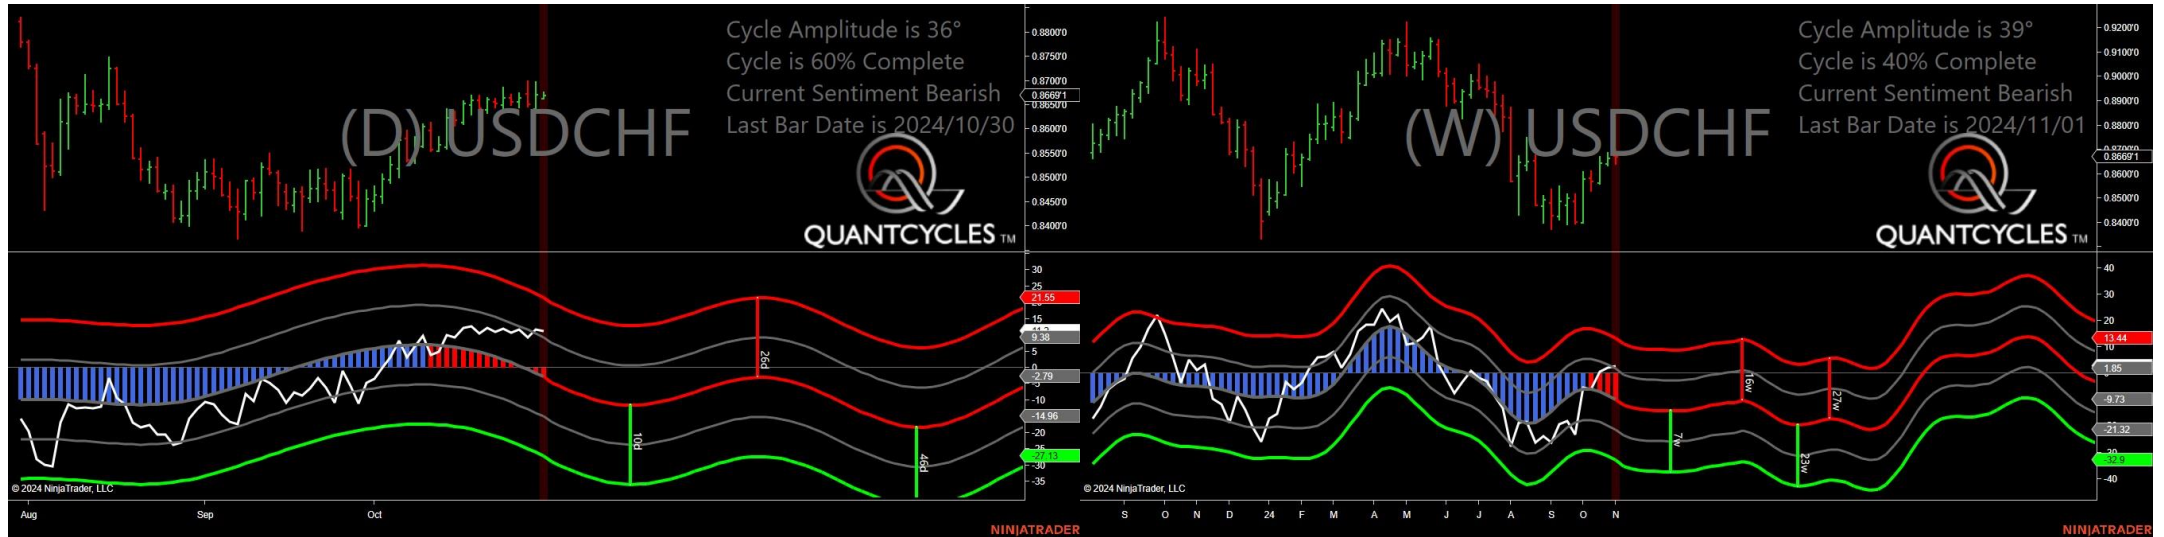 Cycle Amplitude is 36°
Cycle is 60% Complete
Current Sentiment Bearish
Last Bar Date is 2024/10/30
(D) USDCHF
QUANTCYCLES TM
0.8800'0
0.8750'0
0.8700'0
0.8669'1
0.8650'0
0.8600'0
0.8550'0
0.8500'0
0.8450'0
0.8400'0
30
25
21.55
15
9.38
5
0
-2.79
-5
-10
-14.96
-20
-27.13
-30
-35
10d
26d
46d
© 2024 NinjaTrader, LLC
Aug Sep Oct
NINJATRADER
Cycle Amplitude is 39°
Cycle is 40% Complete
Current Sentiment Bearish
Last Bar Date is 2024/11/01
(W) USDCHF
QUANTCYCLES TM
0.9200'0
0.9100'0
0.9000'0
0.8900'0
0.8800'0
0.8669'1
0.8600'0
0.8500'0
0.8400'0
40
30
20
13.44
10
1.85
-9.73
-21.32
-32.9
-40
7w
16w
23w
27w
© 2024 NinjaTrader, LLC
S O N D 24 F M A M J J A S O N
NINJATRADER